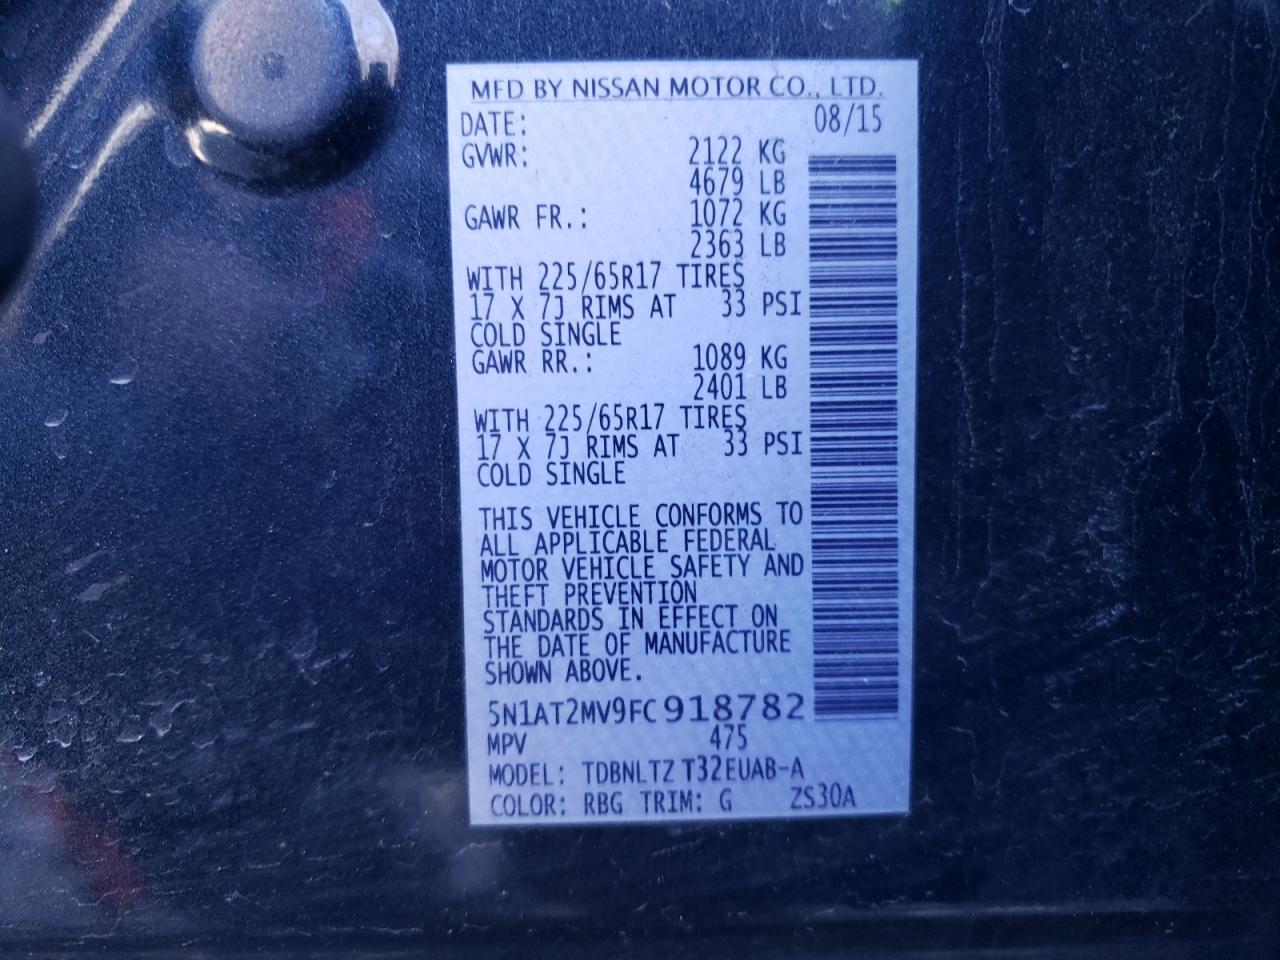 MFD BY NISSAN MOTOR CO., LTD.
DATE: 08/15
GVWR: 2122 KG
4679 LB
GAWR FR.: 1072 KG
2363 LB
WITH 225/65R17 TIRES
17 X 7J RIMS AT 33 PSI
COLD SINGLE
GAWR RR.: 1089 KG
2401 LB
WITH 225/65R17 TIRES
17 X 7J RIMS AT 33 PSI
COLD SINGLE
THIS VEHICLE CONFORMS TO
ALL APPLICABLE FEDERAL
MOTOR VEHICLE SAFETY AND
THEFT PREVENTION
STANDARDS IN EFFECT ON
THE DATE OF MANUFACTURE
SHOWN ABOVE.
5N1AT2MV9FC918782
MPV 475
MODEL: TDBNLTZ T32EUAB-A
COLOR: RBG TRIM: G ZS30A